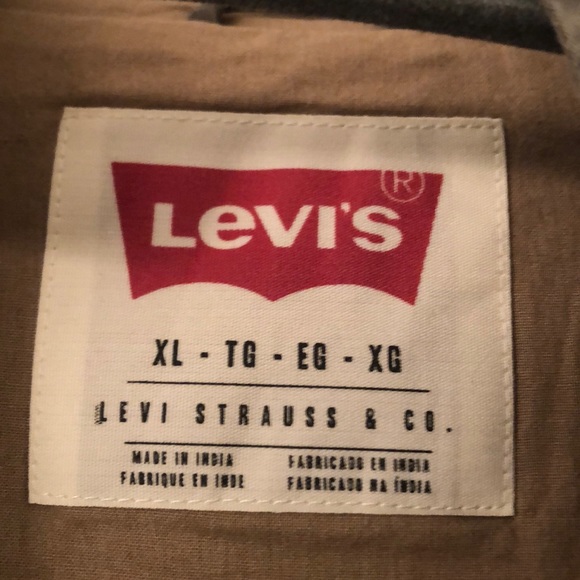 Levi's ®
XL - TG - EG - XG
LEVI STRAUSS & CO.
MADE IN INDIA FABRICADO EN INDIA
FABRIQUE EN INDE FABRICADO NA ÍNDIA